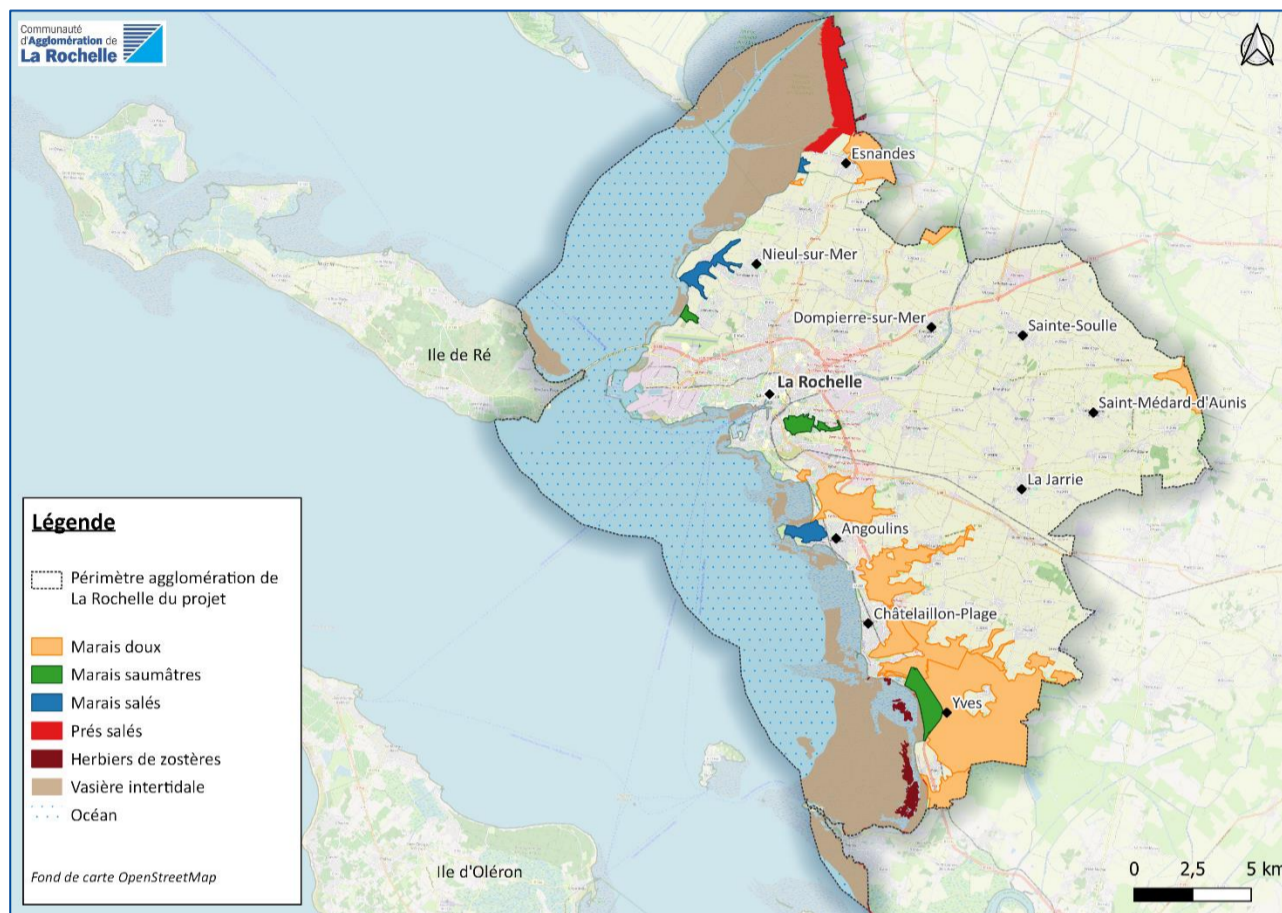 Communauté
d'Agglomération de
La Rochelle
Esnandes
Nieul-sur-Mer
Dompierre-sur-Mer
Sainte-Soulle
Ile de Ré
La Rochelle
Saint-Médard-d'Aunis
La Jarrie
Angoulins
Châtelaillon-Plage
Yves
Ile d'Oléron
Légende
Périmètre agglomération de
La Rochelle du projet
Marais doux
Marais saumâtres
Marais salés
Prés salés
Herbiers de zostères
Vasière intertidale
Océan
Fond de carte OpenStreetMap
0 2,5 5 km